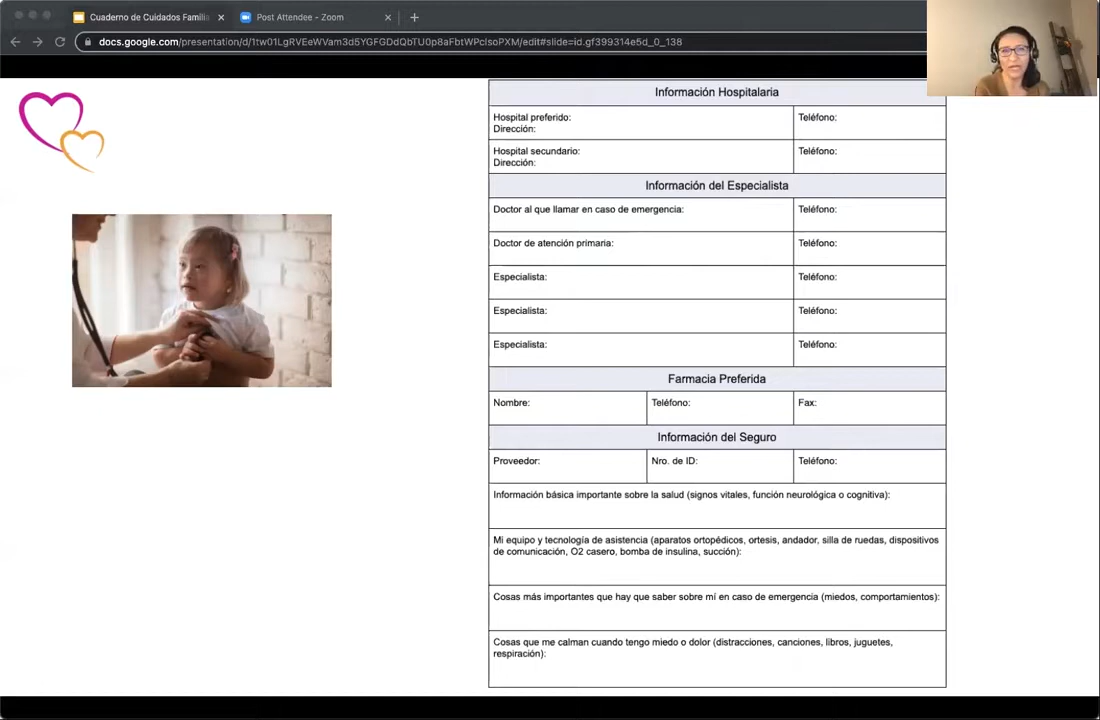 Cuaderno de Cuidados Familia
Post Attendee - Zoom
docs.google.com/presentation/d/1tw01LgRVEeWVam3d5YGFGDdQbTU0p8aFbtWPcIsoPXM/edit#slide=id.gf399314e5d_0_138
Información Hospitalaria
Hospital preferido:
Dirección:
Teléfono:
Hospital secundario:
Dirección:
Teléfono:
Información del Especialista
Doctor al que llamar en caso de emergencia:
Teléfono:
Doctor de atención primaria:
Teléfono:
Especialista:
Teléfono:
Especialista:
Teléfono:
Especialista:
Teléfono:
Farmacia Preferida
Nombre:
Teléfono:
Fax:
Información del Seguro
Proveedor:
Nro. de ID:
Teléfono:
Información básica importante sobre la salud (signos vitales, función neurológica o cognitiva):
Mi equipo y tecnología de asistencia (aparatos ortopédicos, ortesis, andador, silla de ruedas, dispositivos
de comunicación, O2 casero, bomba de insulina, succión):
Cosas más importantes que hay que saber sobre mí en caso de emergencia (miedos, comportamientos):
Cosas que me calman cuando tengo miedo o dolor (distracciones, canciones, libros, juguetes,
respiración):